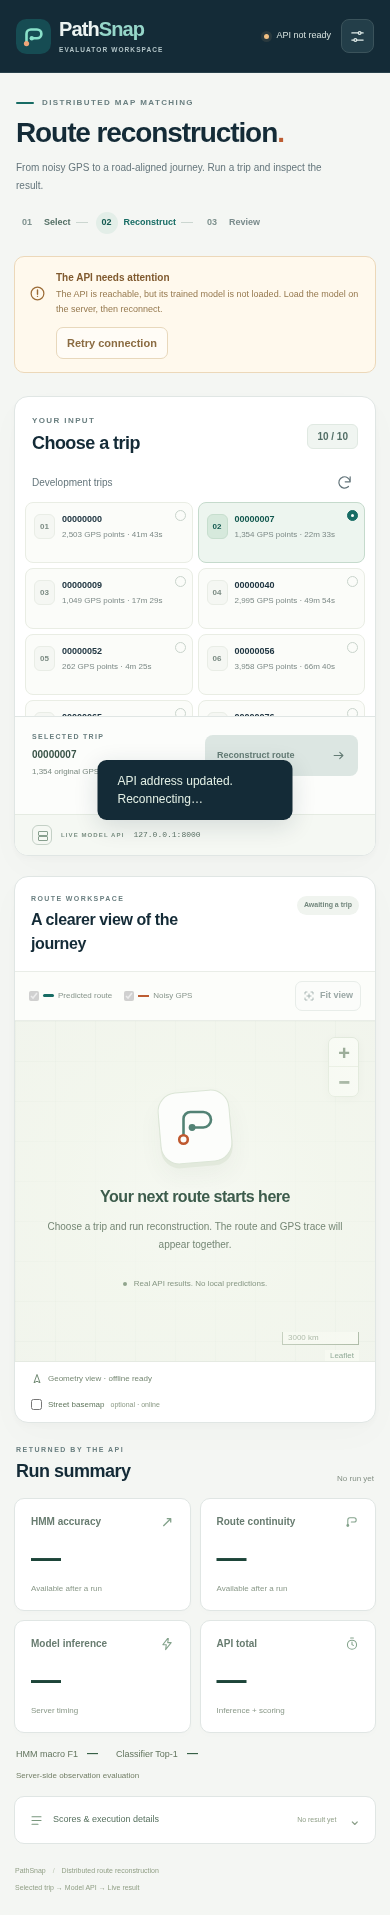 PathSnap
EVALUATOR WORKSPACE
API not ready
DISTRIBUTED MAP MATCHING
Route reconstruction.
From noisy GPS to a road-aligned journey. Run a trip and inspect the
result.
01 Select 02 Reconstruct 03 Review
The API needs attention
The API is reachable, but its trained model is not loaded. Load the model on
the server, then reconnect.
Retry connection
YOUR INPUT
Choose a trip
10 / 10
Development trips
01 00000000
2,503 GPS points · 41m 43s
02 00000007
1,354 GPS points · 22m 33s
03 00000009
1,049 GPS points · 17m 29s
04 00000040
2,995 GPS points · 49m 54s
05 00000052
262 GPS points · 4m 25s
06 00000056
3,958 GPS points · 66m 40s
SELECTED TRIP
00000007
1,354 original GPS
Reconstruct route →
API address updated.
Reconnecting…
LIVE MODEL API 127.0.0.1:8000
ROUTE WORKSPACE
A clearer view of the
journey
Awaiting a trip
Predicted route Noisy GPS
Fit view
+
−
Your next route starts here
Choose a trip and run reconstruction. The route and GPS trace will
appear together.
Real API results. No local predictions.
3000 km
Leaflet
Geometry view · offline ready
Street basemap optional · online
RETURNED BY THE API
Run summary
No run yet
HMM accuracy
—
Available after a run
Route continuity
—
Available after a run
Model inference
—
Server timing
API total
—
Inference + scoring
HMM macro F1 — Classifier Top-1 —
Server-side observation evaluation
Scores & execution details No result yet
PathSnap / Distributed route reconstruction
Selected trip → Model API → Live result